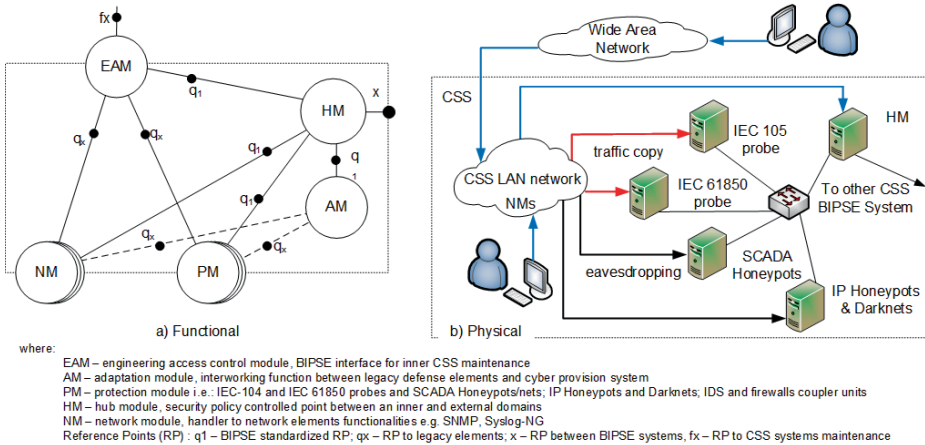 fx
EAM
q1
x
HM
qx
qx
q1
q1
q
1
AM
qx
qx
NM
PM
a) Functional
Wide Area
Network
CSS
HM
IEC 105
probe
traffic copy
CSS LAN network
NMs
IEC 61850
probe
To other CSS
BIPSE System
eavesdropping
SCADA
Honeypots
IP Honeypots
& Darknets
b) Physical
where:
EAM – engineering access control module, BIPSE interface for inner CSS maintenance
AM – adaptation module, interworking function between legacy defense elements and cyber provision system
PM – protection module i.e.: IEC-104 and IEC 61850 probes and SCADA Honeypots/nets; IP Honeypots and Darknets; IDS and firewalls coupler units
HM – hub module, security policy controlled point between an inner and external domains
NM – network module, handler to network elements functionalities e.g. SNMP, Syslog-NG
Reference Points (RP) : q1 – BIPSE standardized RP; qx – RP to legacy elements; x – RP between BIPSE systems, fx – RP to CSS systems maintenance